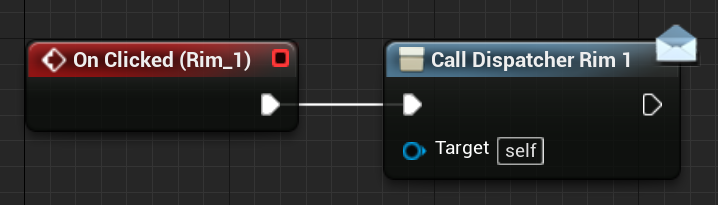 On Clicked (Rim_1)
Call Dispatcher Rim 1
Target self